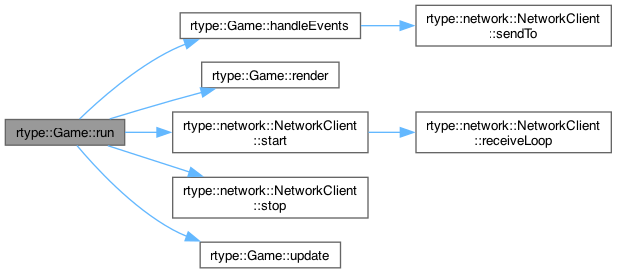 rtype::Game::run
rtype::Game::handleEvents
rtype::network::NetworkClient
::sendTo
rtype::Game::render
rtype::network::NetworkClient
::start
rtype::network::NetworkClient
::receiveLoop
rtype::network::NetworkClient
::stop
rtype::Game::update